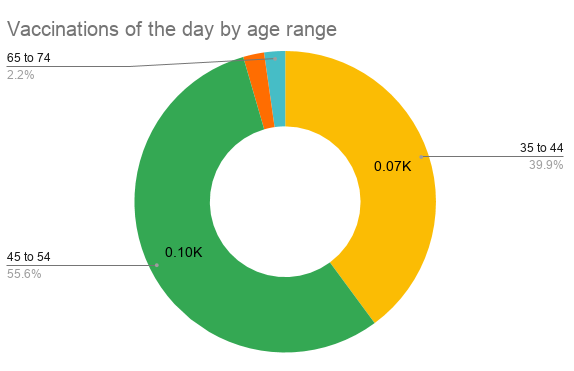 Vaccinations of the day by age range
65 to 74
2.2%
35 to 44
39.9%
0.07K
0.10K
45 to 54
55.6%